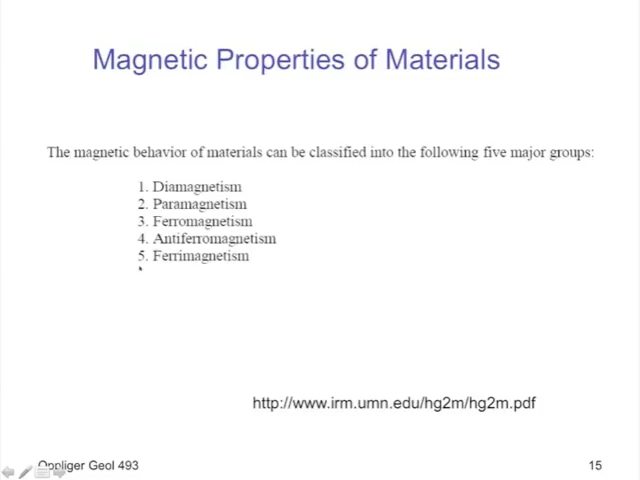 Magnetic Properties of Materials
The magnetic behavior of materials can be classified into the following five major groups:
1. Diamagnetism
2. Paramagnetism
3. Ferromagnetism
4. Antiferromagnetism
5. Ferrimagnetism
http://www.irm.umn.edu/hg2m/hg2m.pdf
Oppliger Geol 493
15